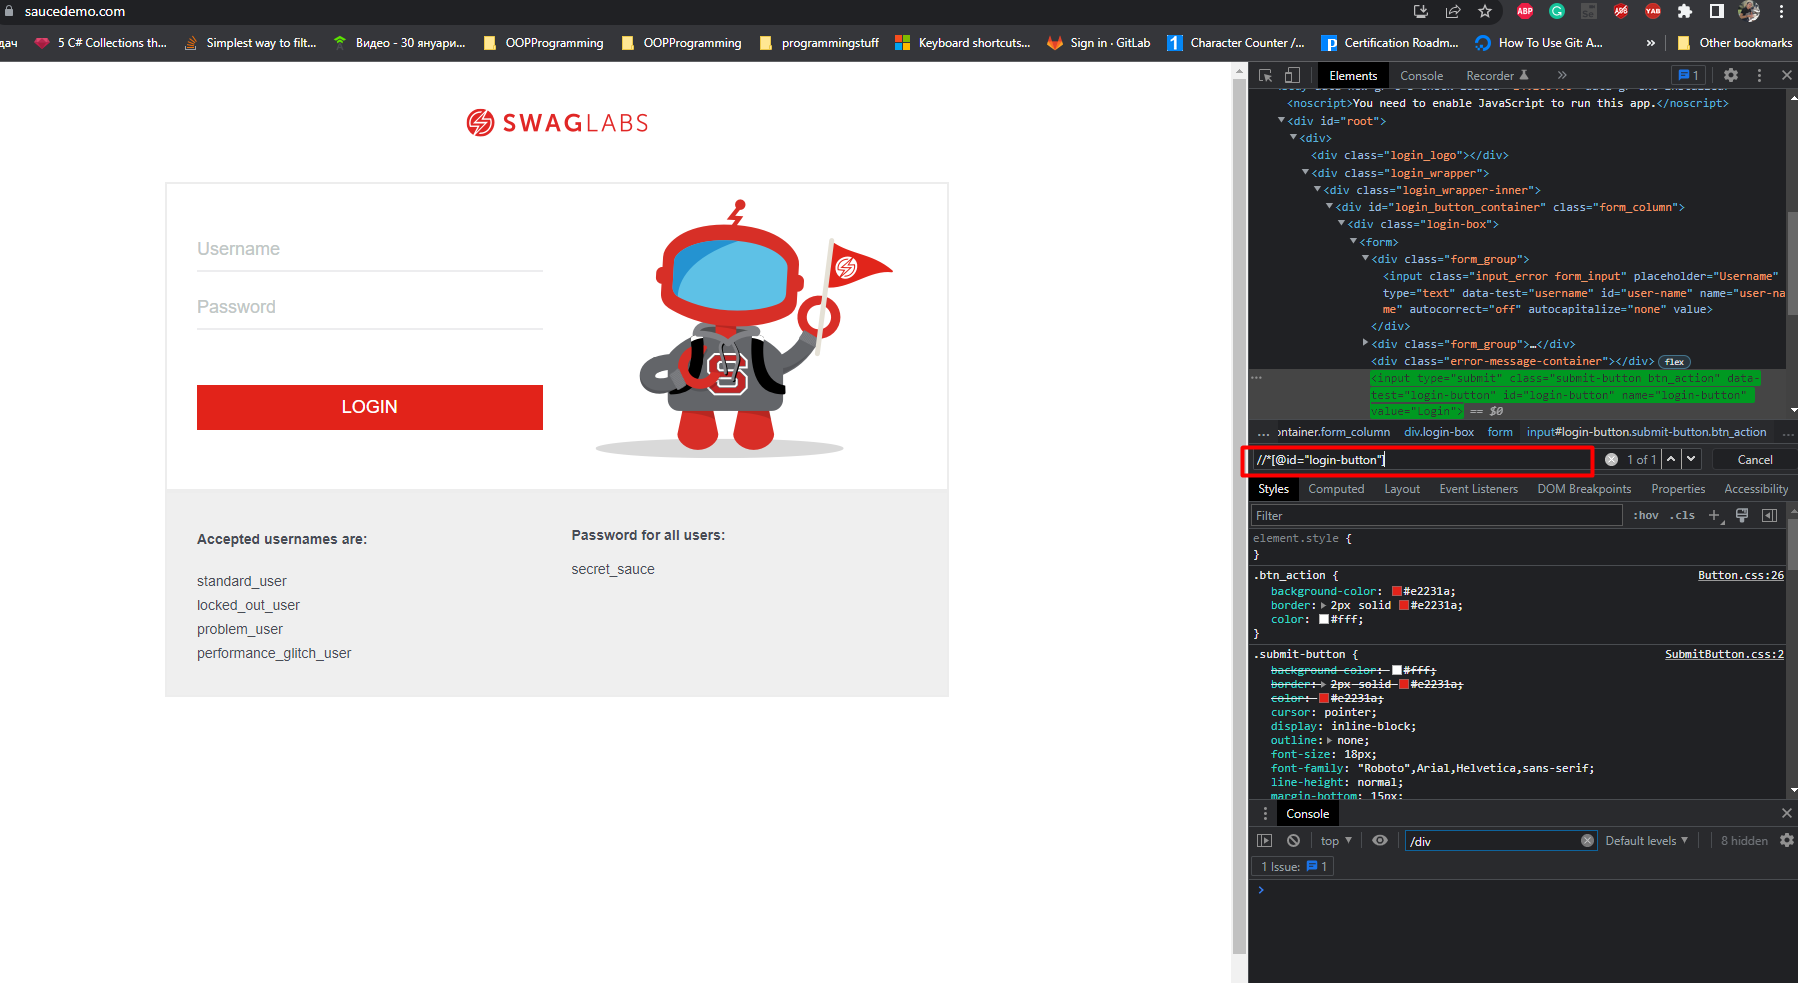 saucedemo.com
ABP
ADB
YAB
дач
5 C# Collections th...
Simplest way to filt...
Видео - 30 януари...
OOPProgramming
OOPProgramming
programmingstuff
Keyboard shortcuts...
Sign in · GitLab
1
Character Counter /...
Certification Roadm...
How To Use Git: A...
»
Other bookmarks
SWAGLABS
Username
Password
LOGIN
S
Accepted usernames are:
standard_user
locked_out_user
problem_user
performance_glitch_user
Password for all users:
secret_sauce
Elements
Console
Recorder
»
1
<noscript>You need to enable JavaScript to run this app.</noscript>
<div id="root">
<div>
<div class="login_logo"></div>
<div class="login_wrapper">
<div class="login_wrapper-inner">
<div id="login_button_container" class="form_column">
<div class="login-box">
<form>
<div class="form_group">
<input class="input_error form_input" placeholder="Username"
type="text" data-test="username" id="user-name" name="user-na
me" autocorrect="off" autocapitalize="none" value>
</div>
<div class="form_group">…</div>
<div class="error-message-container"></div> flex
<input type="submit" class="submit-button btn_action" data-
test="login-button" id="login-button" name="login-button"
value="Login"> == $0
... ontainer.form_column div.login-box form input#login-button.submit-button.btn_action ...
//*[@id="login-button"]
1 of 1
Cancel
Styles
Computed
Layout
Event Listeners
DOM Breakpoints
Properties
Accessibility
Filter
:hov
.cls
element.style {
}
.btn_action {
Button.css:26
background-color: #e2231a;
border: 2px solid #e2231a;
color: #fff;
}
.submit-button {
SubmitButton.css:2
background-color: #fff;
border: 2px solid #e2231a;
color: #e2231a;
cursor: pointer;
display: inline-block;
outline: none;
font-size: 18px;
font-family: "Roboto",Arial,Helvetica,sans-serif;
line-height: normal;
margin-bottom: 15px;
Console
top
/div
Default levels
8 hidden
1 Issue: 1